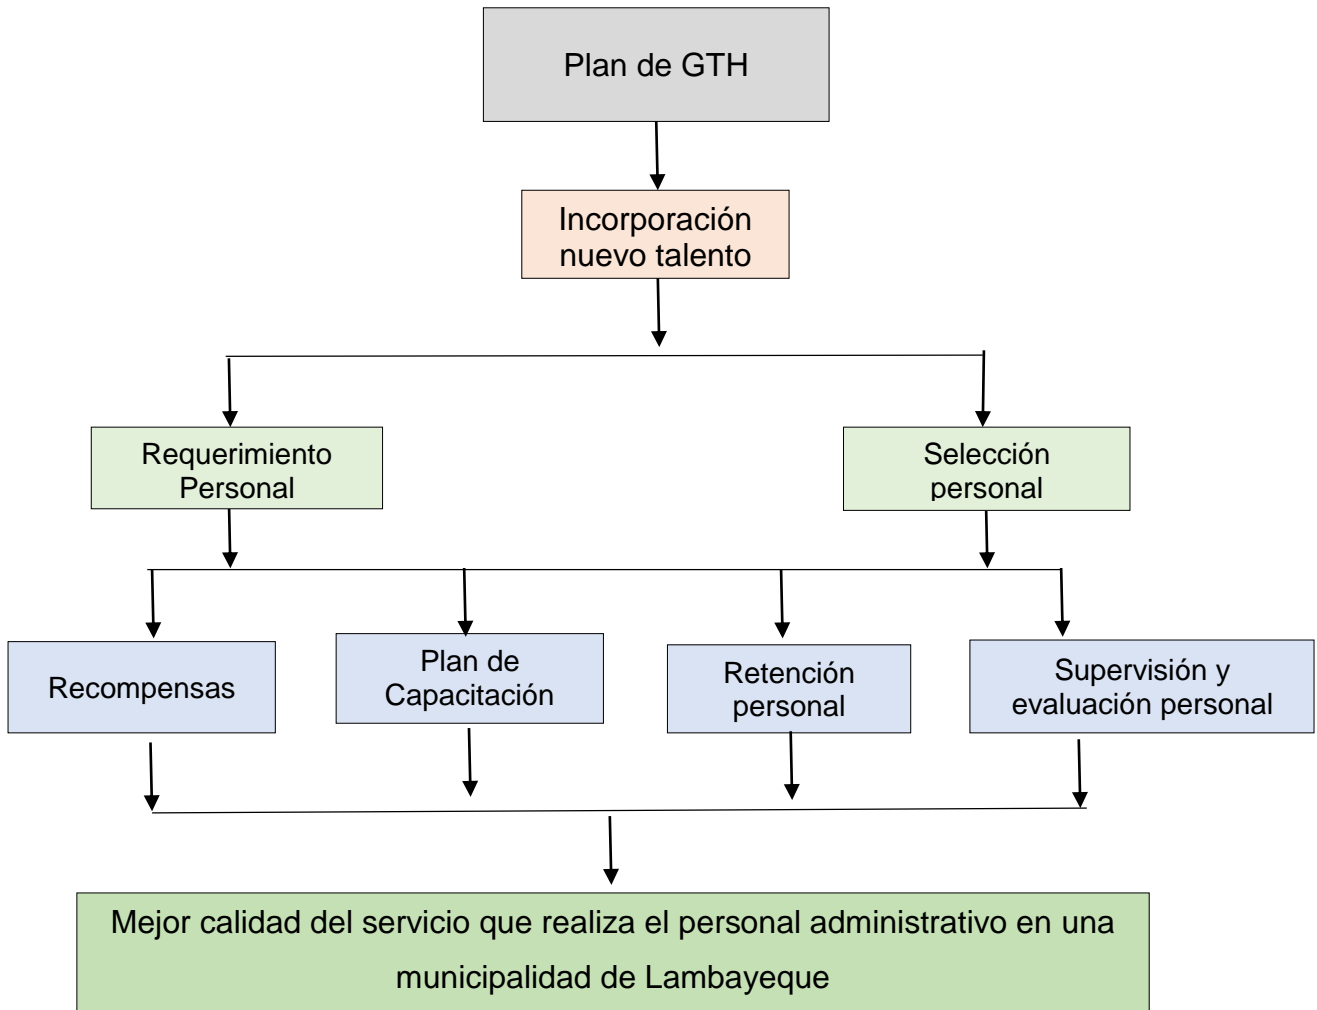 Plan de GTH
Incorporación
nuevo talento
Requerimiento
Personal
Selección
personal
Recompensas
Plan de
Capacitación
Retención
personal
Supervisión y
evaluación personal
Mejor calidad del servicio que realiza el personal administrativo en una
municipalidad de Lambayeque